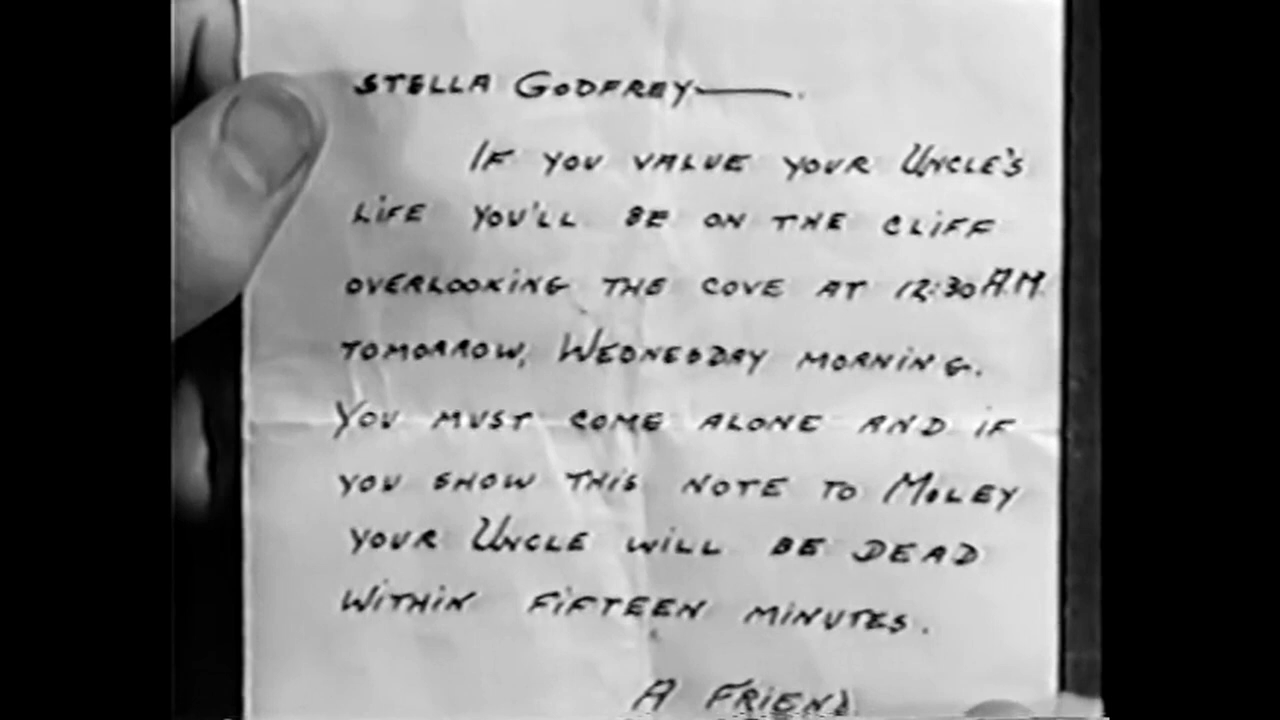 STELLA GODFREY—.
IF YOU VALUE YOUR UNCLE'S
LIFE YOU'LL BE ON THE CLIFF
OVERLOOKING THE COVE AT 12:30 A.M.
TOMORROW, WEDNESDAY MORNING.
YOU MUST COME ALONE AND IF
YOU SHOW THIS NOTE TO MOLEY
YOUR UNCLE WILL BE DEAD
WITHIN FIFTEEN MINUTES.
A FRIEND